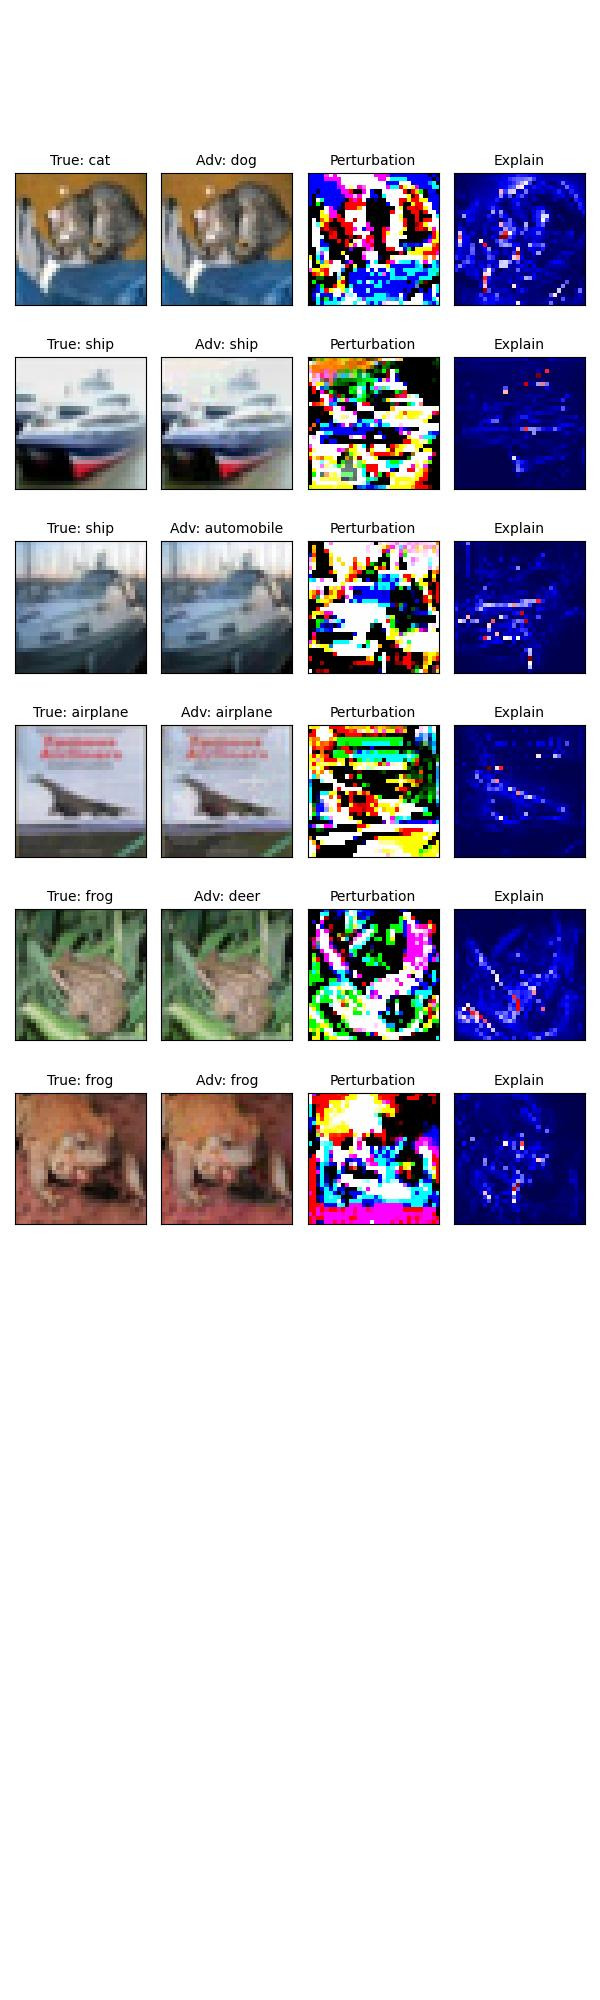 True: cat Adv: dog Perturbation Explain
True: ship Adv: ship Perturbation Explain
True: ship Adv: automobile Perturbation Explain
True: airplane Adv: airplane Perturbation Explain
True: frog Adv: deer Perturbation Explain
True: frog Adv: frog Perturbation Explain